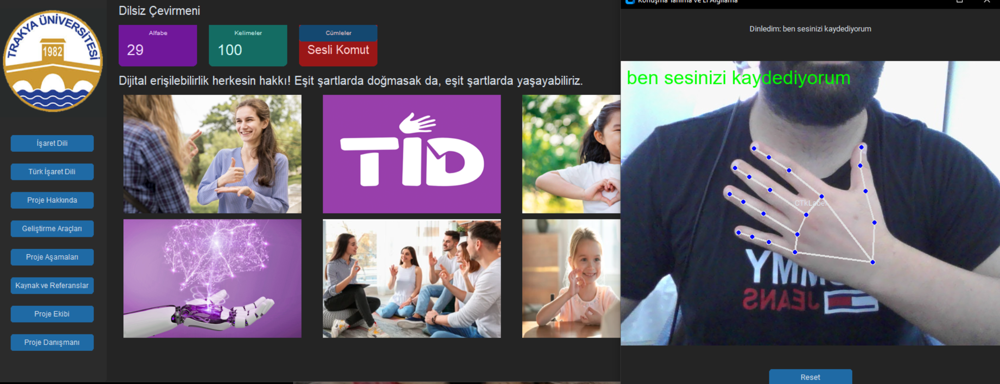 TRAKYA ÜNİVERSİTESİ
1982
İşaret Dili
Türk İşaret Dili
Proje Hakkında
Geliştirme Araçları
Proje Aşamaları
Kaynak ve Referanslar
Proje Ekibi
Proje Danışmanı
Dilsiz Çevirmeni
Alfabe
29
Kelimeler
100
Cümleler
Sesli Komut
Dijital erişilebilirlik herkesin hakkı! Eşit şartlarda doğmasak da, eşit şartlarda yaşayabiliriz.
TİD
Konuşma Tanıma ve El Algılama
Dinledim: ben sesinizi kaydediyorum
ben sesinizi kaydediyorum
CTkLabel
MMY
JEANS
Reset